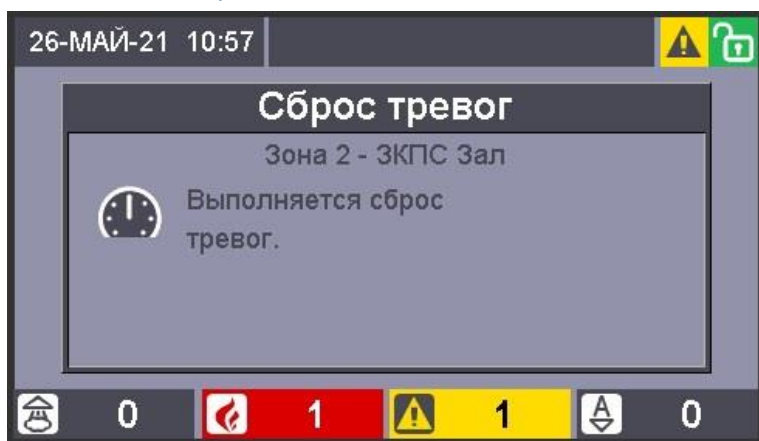 26-МАЙ-21 10:57
Сброс тревог
Зона 2 - ЗКПС Зал
Выполняется сброс
тревог.
0 1 1 A 0